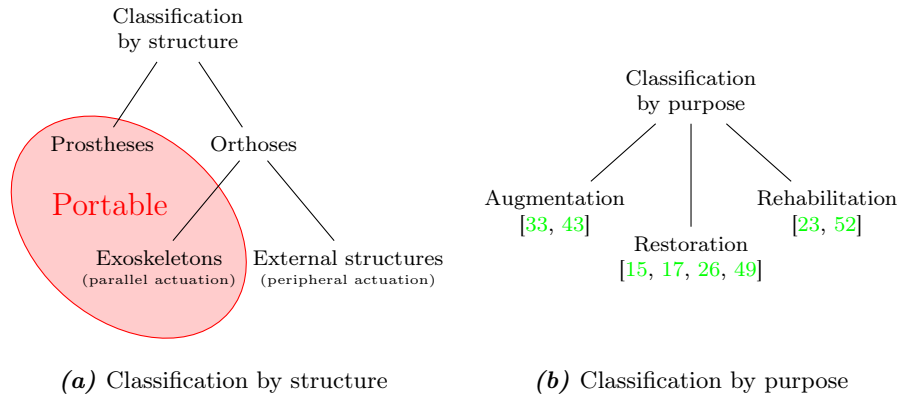 Classification
by structure
Prostheses
Orthoses
Portable
Exoskeletons
(parallel actuation)
External structures
(peripheral actuation)
(a) Classification by structure
Classification
by purpose
Augmentation
[33, 43]
Restoration
[15, 17, 26, 49]
Rehabilitation
[23, 52]
(b) Classification by purpose